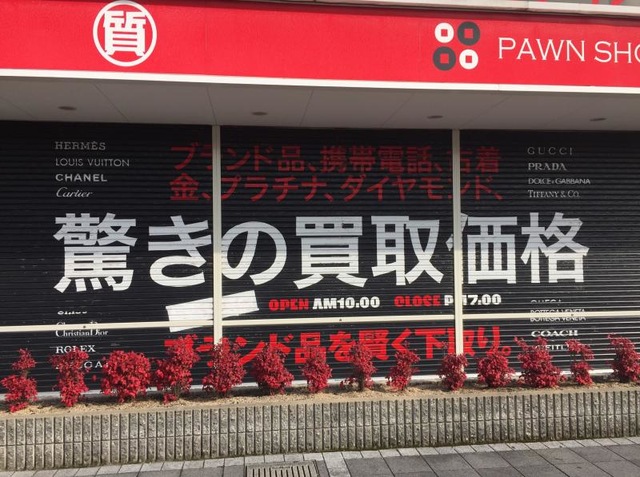 質
PAWN SHO
HERMÈS
LOUIS VUITTON
CHANEL
Cartier
ブランド品、携帯電話、古着
金、プラチナ、ダイヤモンド、
GUCCI
PRADA
DOLCE&GABBANA
TIFFANY & CO.
驚きの買取価格
OPEN AM10.00 CLOSE P 17.00
Christian Dior
ROLEX
BOTTEGA VENETA
COACH
ブランド品を賢く下取り。